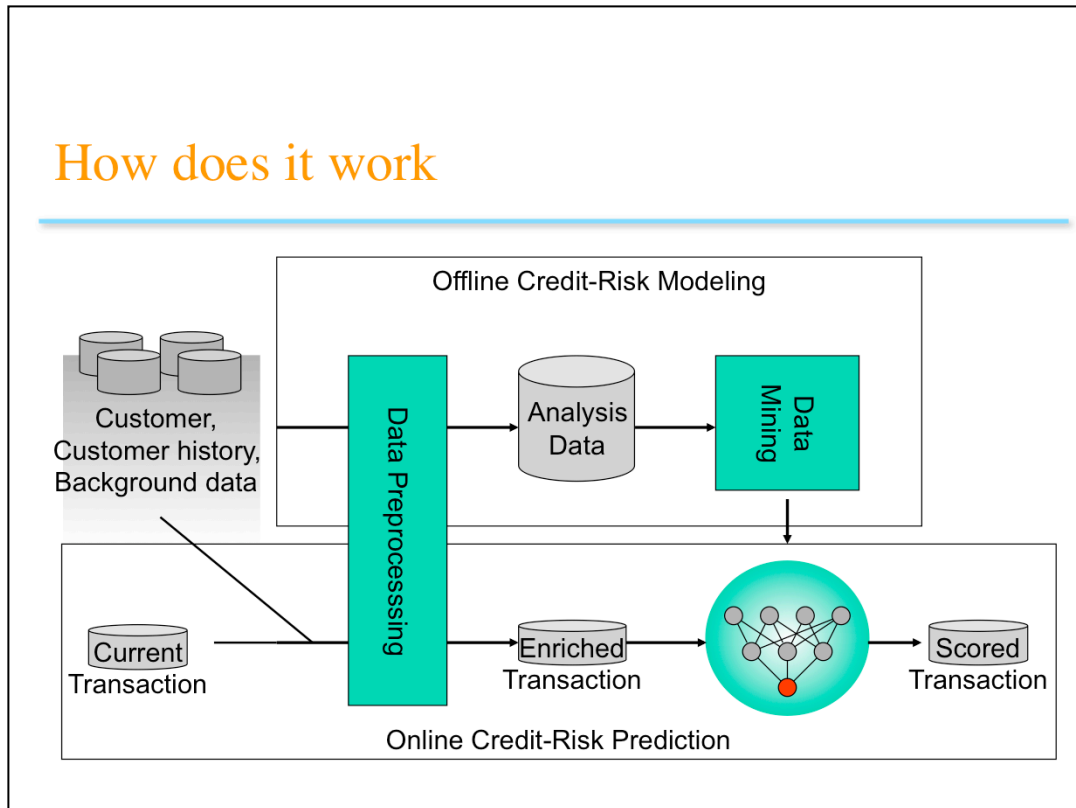 How does it work
Offline Credit-Risk Modeling
Customer,
Customer history,
Background data
Data Preprocesssing
Analysis
Data
Data
Mining
Current
Transaction
Enriched
Transaction
Scored
Transaction
Online Credit-Risk Prediction